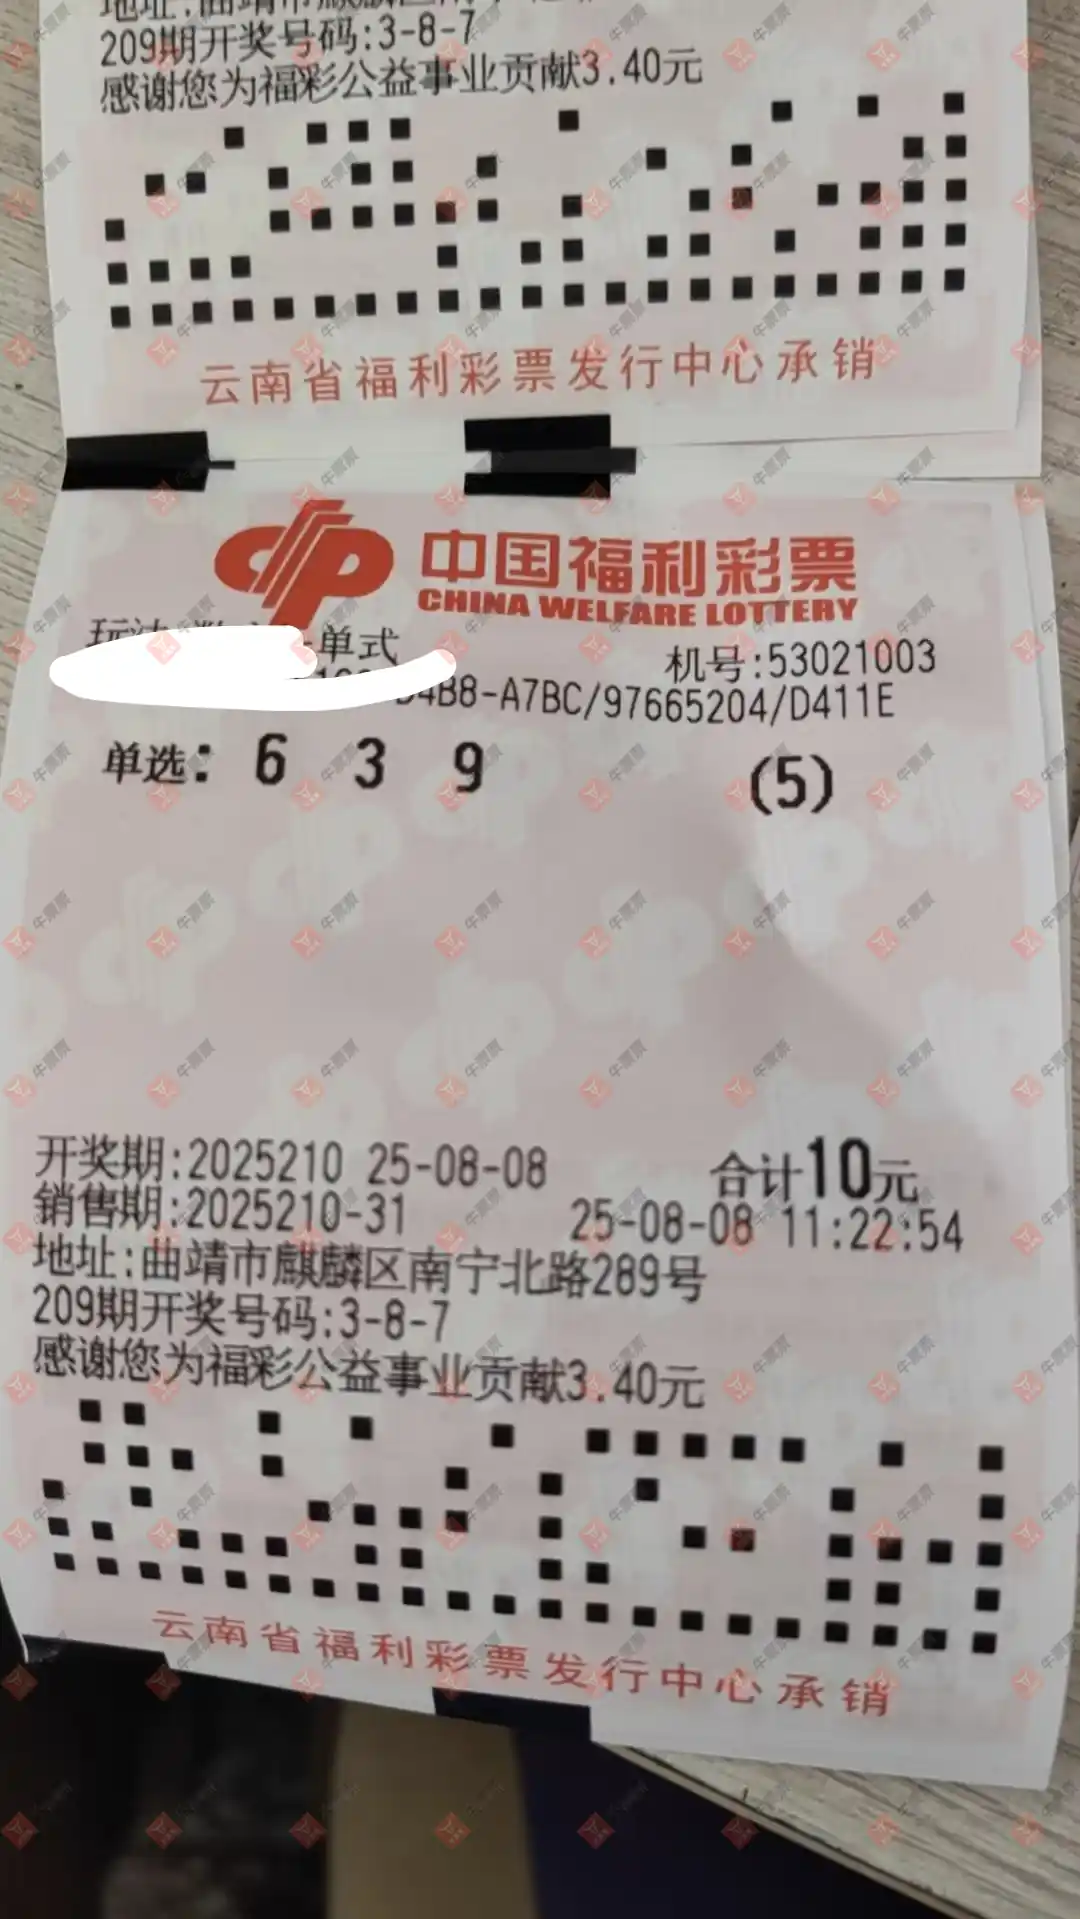 209期开奖号码:3-8-7
感谢您为福彩公益事业贡献3.40元
云南省福利彩票发行中心承销
中国福利彩票
CHINA WELFARE LOTTERY
单式
机号:53021003
D4B8-A7BC/97665204/D411E
单选: 6 3 9 (5)
开奖期:2025210 25-08-08 合计10元
销售期:2025210-31 25-08-08 11:22:54
地址:曲靖市麒麟区南宁北路289号
209期开奖号码:3-8-7
感谢您为福彩公益事业贡献3.40元
云南省福利彩票发行中心承销
牛票票